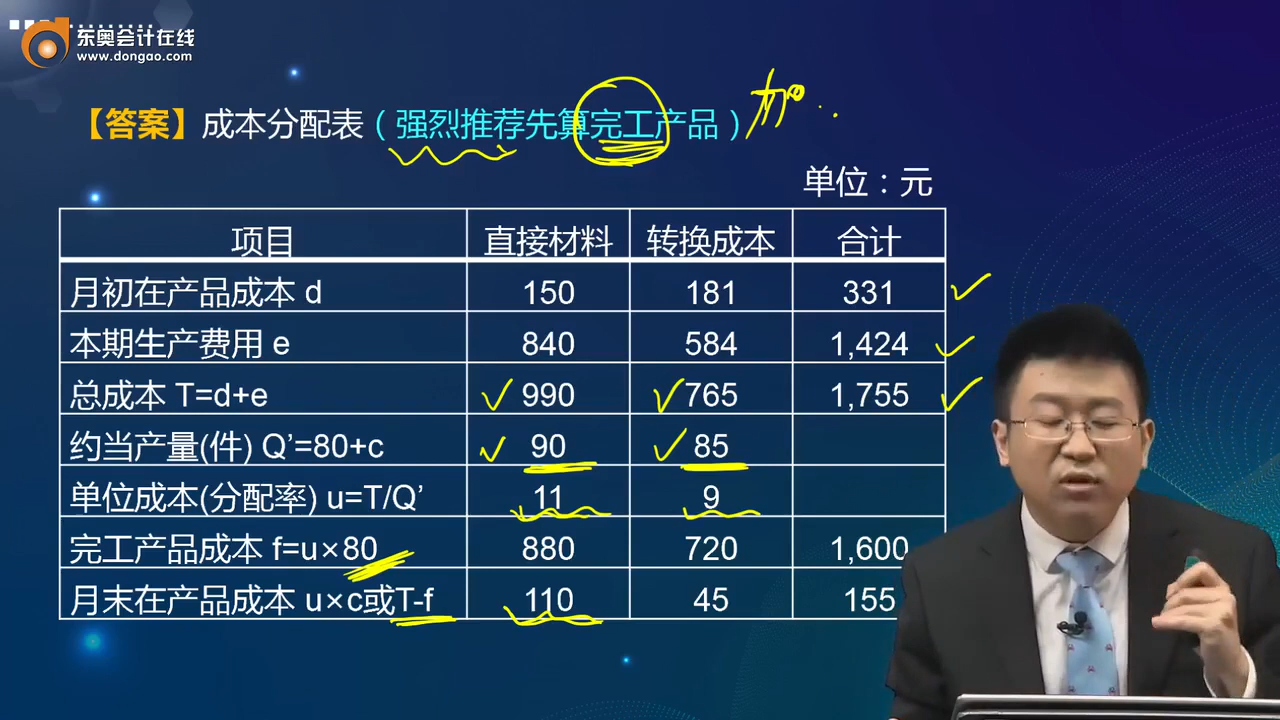 东奥会计在线
www.dongao.com
【答案】成本分配表（强烈推荐先算完工产品）
单位：元
项目 直接材料 转换成本 合计
月初在产品成本 d 150 181 331
本期生产费用 e 840 584 1,424
总成本 T=d+e 990 765 1,755
约当产量(件) Q’=80+c 90 85
单位成本(分配率) u=T/Q’ 11 9
完工产品成本 f=u×80 880 720 1,600
月末在产品成本 u×c或T-f 110 45 155